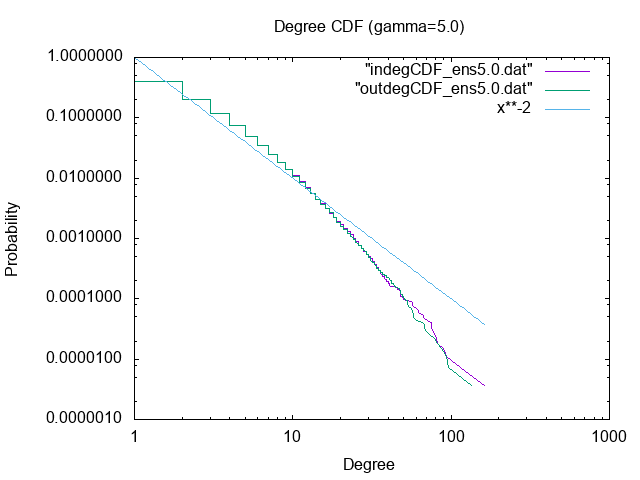 Degree CDF (gamma=5.0)
1.0000000
0.1000000
0.0100000
0.0010000
0.0001000
0.0000100
0.0000010
Probability
"indegCDF_ens5.0.dat"
"outdegCDF_ens5.0.dat"
x**-2
1 10 100 1000
Degree